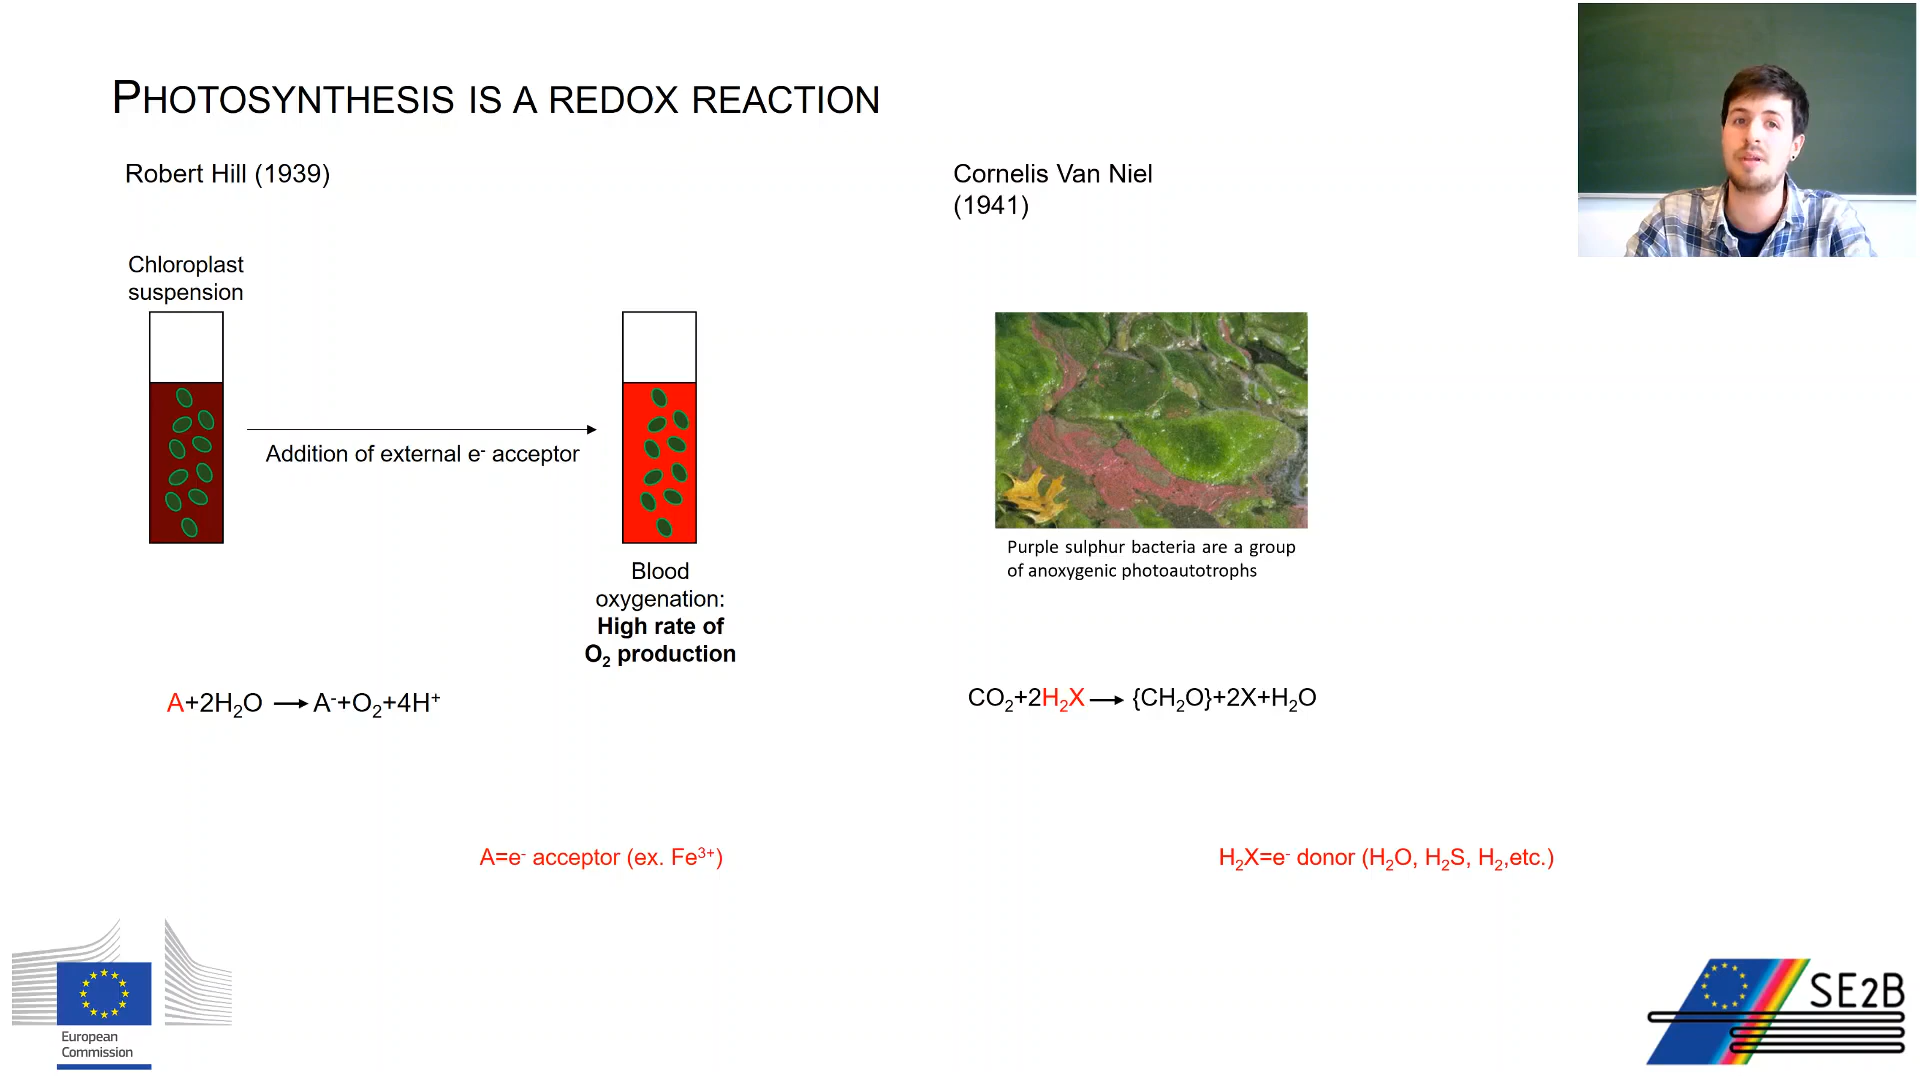 PHOTOSYNTHESIS IS A REDOX REACTION
Robert Hill (1939)
Chloroplast
suspension
Addition of external e⁻ acceptor
Blood
oxygenation:
High rate of
O₂ production
A+2H₂O ⟶ A⁻+O₂+4H⁺
A=e⁻ acceptor (ex. Fe³⁺)
Cornelis Van Niel
(1941)
Purple sulphur bacteria are a group
of anoxygenic photoautotrophs
CO₂+2H₂X ⟶ {CH₂O}+2X+H₂O
H₂X=e⁻ donor (H₂O, H₂S, H₂,etc.)
European
Commission
SE2B